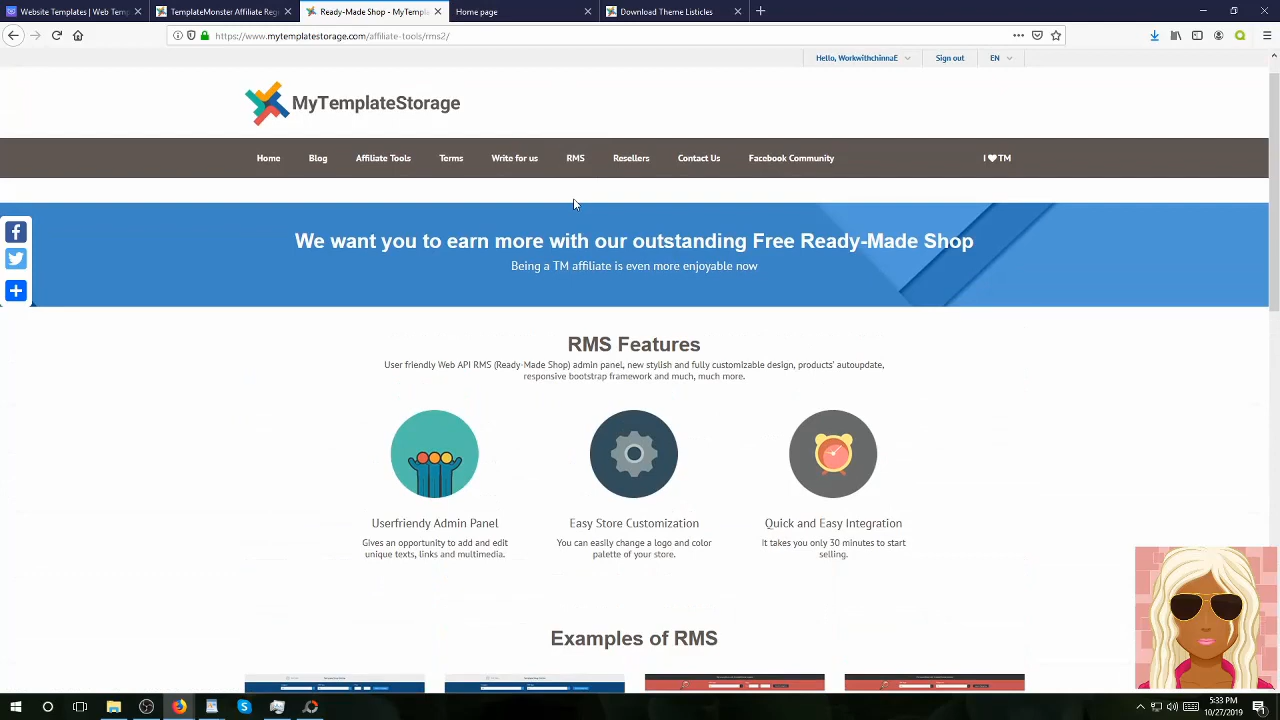 Website Templates | Web Temp
TemplateMonster Affiliate Reg
Ready-Made Shop - MyTempl
Home page
Download Theme Listicles
https://www.mytemplatestorage.com/affiliate-tools/rms2/
Hello, WorkwithchinnaE
Sign out
EN
MyTemplateStorage
Home
Blog
Affiliate Tools
Terms
Write for us
RMS
Resellers
Contact Us
Facebook Community
I ♥ TM
We want you to earn more with our outstanding Free Ready-Made Shop
Being a TM affiliate is even more enjoyable now
RMS Features
User friendly Web API RMS (Ready-Made Shop) admin panel, new stylish and fully customizable design, products' autoupdate,
responsive bootstrap framework and much, much more.
Userfriendly Admin Panel
Gives an opportunity to add and edit
unique texts, links and multimedia.
Easy Store Customization
You can easily change a logo and color
palette of your store.
Quick and Easy Integration
It takes you only 30 minutes to start
selling.
Examples of RMS
5:33 PM
10/27/2019